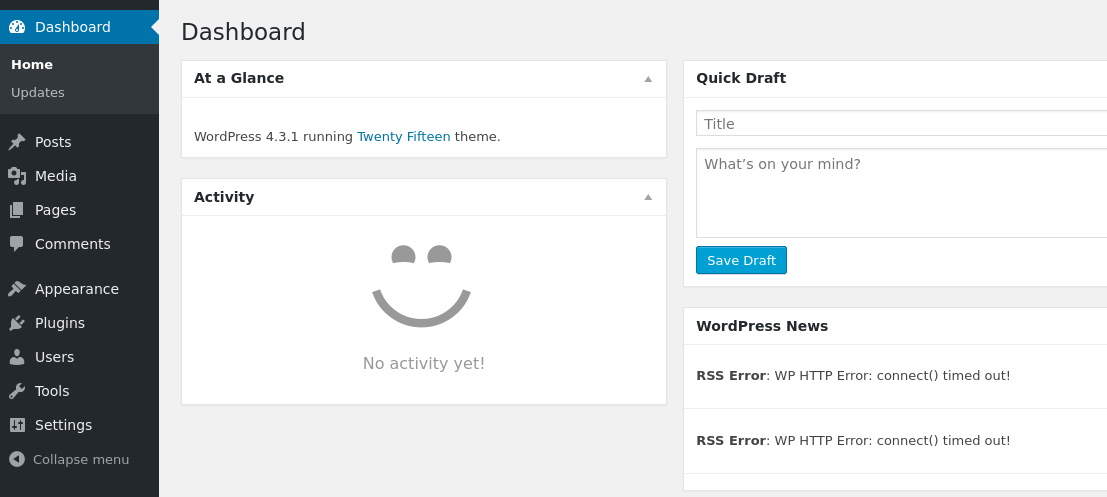 Dashboard
Home
Updates
Posts
Media
Pages
Comments
Appearance
Plugins
Users
Tools
Settings
Collapse menu
Dashboard
At a Glance
WordPress 4.3.1 running Twenty Fifteen theme.
Activity
No activity yet!
Quick Draft
Title
What’s on your mind?
Save Draft
WordPress News
RSS Error: WP HTTP Error: connect() timed out!
RSS Error: WP HTTP Error: connect() timed out!